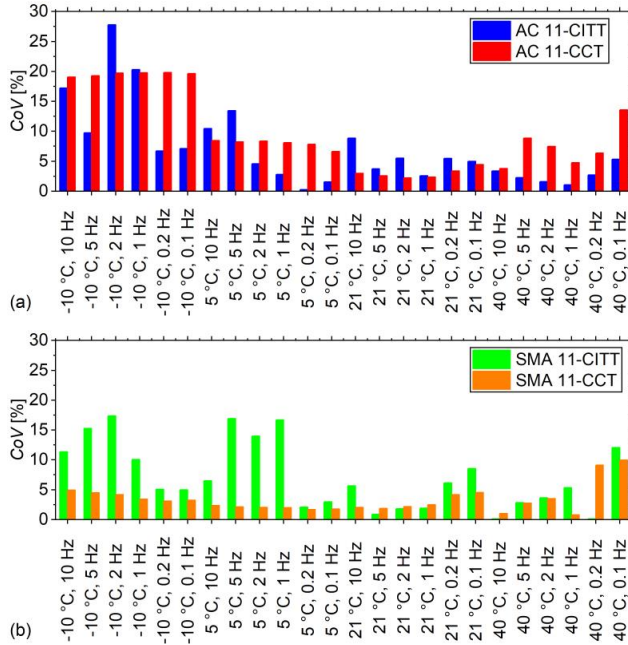 30
25
20
15
10
5
0
CoV [%]
AC 11-CITT
AC 11-CCT
-10 °C, 10 Hz
-10 °C, 5 Hz
-10 °C, 2 Hz
-10 °C, 1 Hz
-10 °C, 0.2 Hz
-10 °C, 0.1 Hz
5 °C, 10 Hz
5 °C, 5 Hz
5 °C, 2 Hz
5 °C, 1 Hz
5 °C, 0.2 Hz
5 °C, 0.1 Hz
21 °C, 10 Hz
21 °C, 5 Hz
21 °C, 2 Hz
21 °C, 1 Hz
21 °C, 0.2 Hz
21 °C, 0.1 Hz
40 °C, 10 Hz
40 °C, 5 Hz
40 °C, 2 Hz
40 °C, 1 Hz
40 °C, 0.2 Hz
40 °C, 0.1 Hz
(a)
30
25
20
15
10
5
0
CoV [%]
SMA 11-CITT
SMA 11-CCT
-10 °C, 10 Hz
-10 °C, 5 Hz
-10 °C, 2 Hz
-10 °C, 1 Hz
-10 °C, 0.2 Hz
-10 °C, 0.1 Hz
5 °C, 10 Hz
5 °C, 5 Hz
5 °C, 2 Hz
5 °C, 1 Hz
5 °C, 0.2 Hz
5 °C, 0.1 Hz
21 °C, 10 Hz
21 °C, 5 Hz
21 °C, 2 Hz
21 °C, 1 Hz
21 °C, 0.2 Hz
21 °C, 0.1 Hz
40 °C, 10 Hz
40 °C, 5 Hz
40 °C, 2 Hz
40 °C, 1 Hz
40 °C, 0.2 Hz
40 °C, 0.1 Hz
(b)